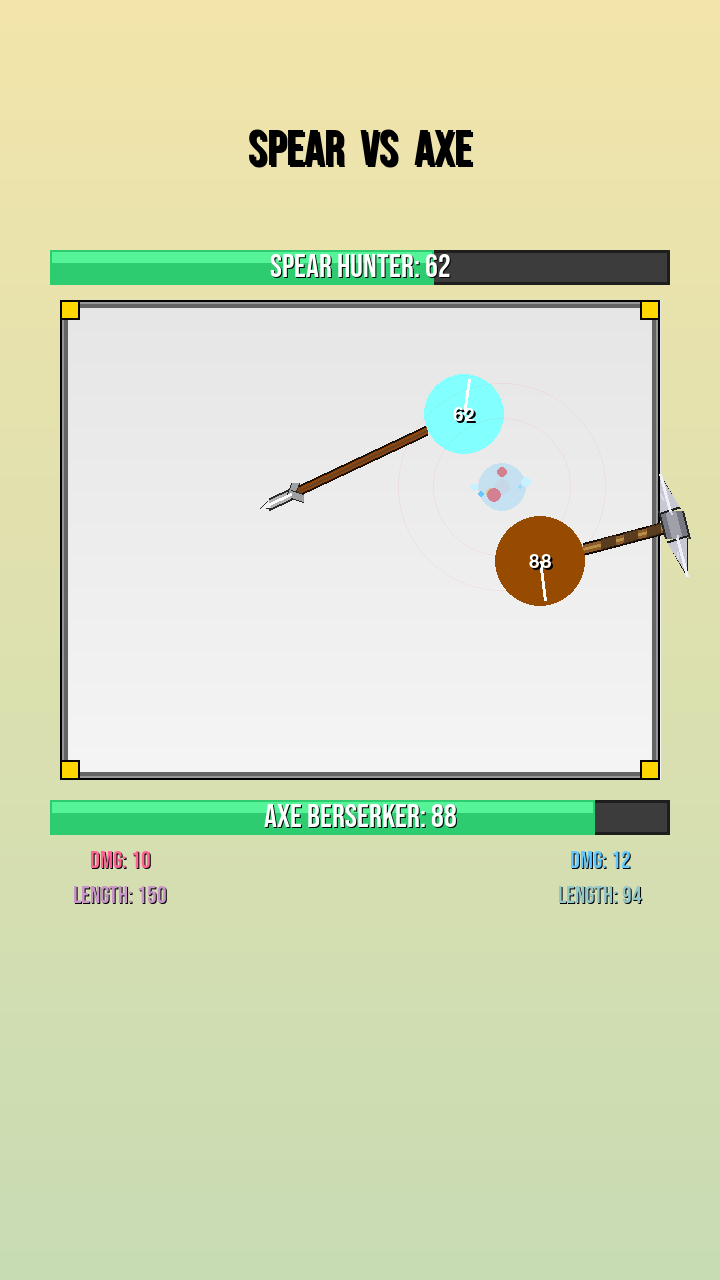 SPEAR VS AXE
SPEAR HUNTER: 62
62
88
AXE BERSERKER: 88
DMG: 10
DMG: 12
LENGTH: 150
LENGTH: 94